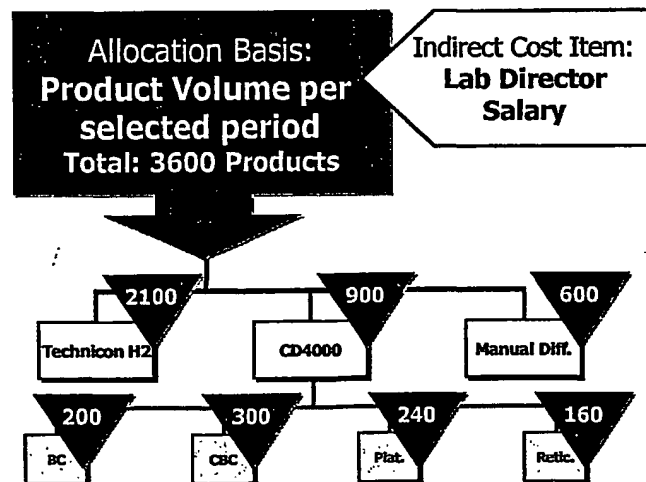 Allocation Basis:
Product Volume per
selected period
Total: 3600 Products
Indirect Cost Item:
Lab Director
Salary
2100
900
600
Technicon H2
CD4000
Manual Diff.
200
300
240
160
BC
CBC
Plat.
Retic.